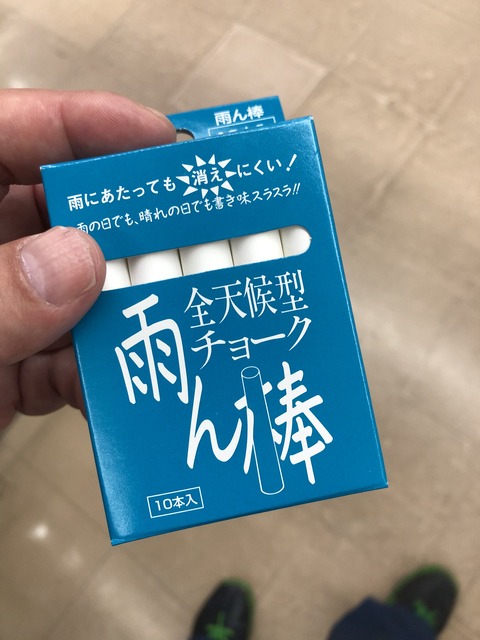 雨ん棒
雨にあたっても消えにくい!
雨の日でも、晴れの日でも書き味スラスラ!!
全天候型
チョーク
雨ん棒
10本入